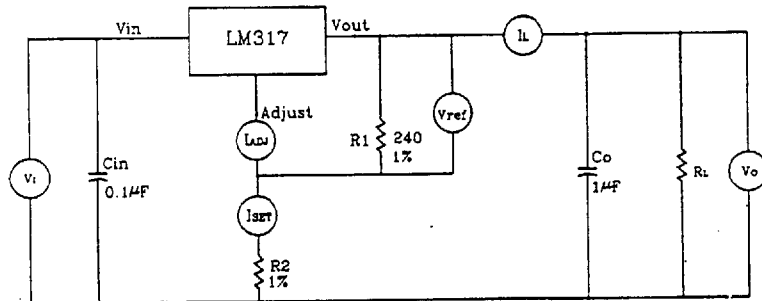 Vin
LM317
Vout
IL
Adjust
IADJ
R1
240
1%
Vref
VI
Cin
0.1µF
ISET
R2
1%
Co
1µF
RL
Vo